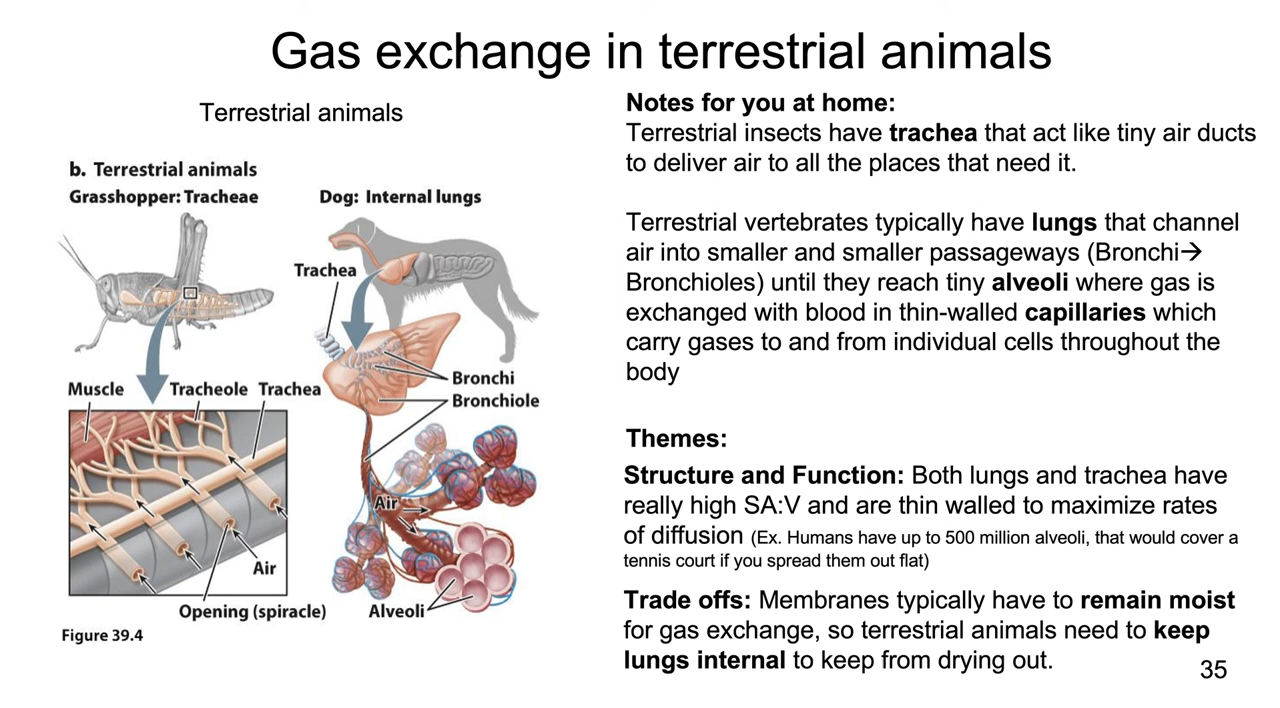 Gas exchange in terrestrial animals
Terrestrial animals
b. Terrestrial animals
Grasshopper: Tracheae
Dog: Internal lungs
Trachea
Bronchi
Bronchiole
Muscle
Tracheole
Trachea
Air
Air
Opening (spiracle)
Alveoli
Figure 39.4
Notes for you at home:
Terrestrial insects have trachea that act like tiny air ducts
to deliver air to all the places that need it.
Terrestrial vertebrates typically have lungs that channel
air into smaller and smaller passageways (Bronchi→
Bronchioles) until they reach tiny alveoli where gas is
exchanged with blood in thin-walled capillaries which
carry gases to and from individual cells throughout the
body
Themes:
Structure and Function: Both lungs and trachea have
really high SA:V and are thin walled to maximize rates
of diffusion (Ex. Humans have up to 500 million alveoli, that would cover a
tennis court if you spread them out flat)
Trade offs: Membranes typically have to remain moist
for gas exchange, so terrestrial animals need to keep
lungs internal to keep from drying out.
35